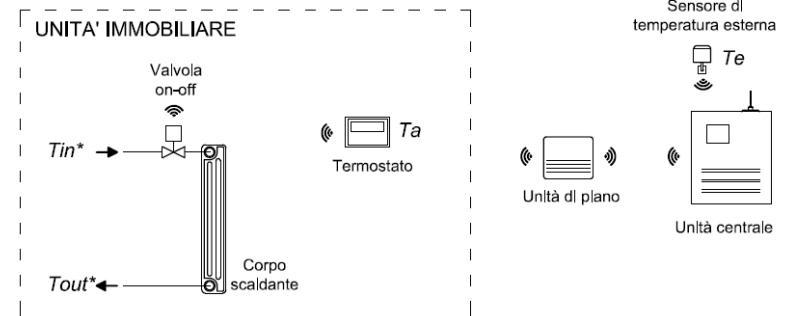 Sensore di
temperatura esterna
Te
UNITA' IMMOBILIARE
Valvola
on-off
Tin*
Ta
Termostato
Unità di piano
Unità centrale
Corpo
scaldante
Tout*